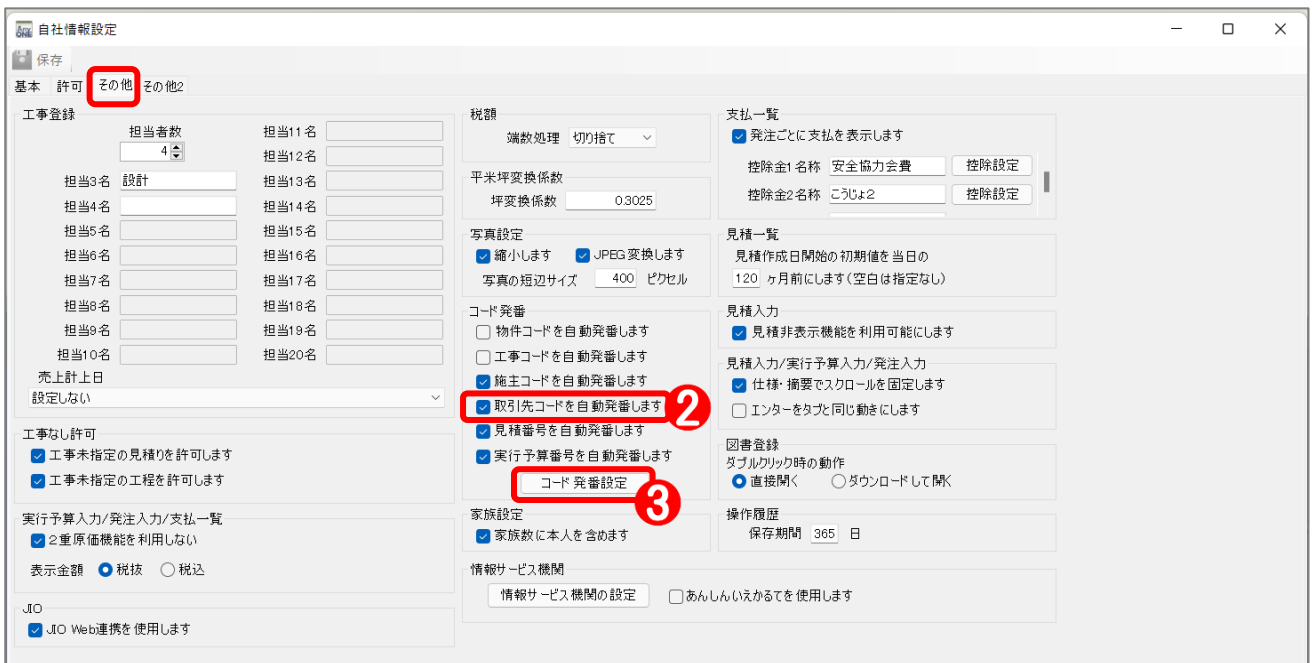 Any ONE 自社情報設定
保存
基本 許可 その他 その他2
工事登録
担当者数
4
担当3名 設計
担当4名
担当5名
担当6名
担当7名
担当8名
担当9名
担当10名
担当11名
担当12名
担当13名
担当14名
担当15名
担当16名
担当17名
担当18名
担当19名
担当20名
売上計上日
設定しない
工事なし許可
工事未指定の見積りを許可します
工事未指定の工程を許可します
実行予算入力/発注入力/支払一覧
2重原価機能を利用しない
表示金額 税抜 税込
JIO
JIO Web連携を使用します
税額
端数処理 切り捨て
平米坪変換係数
坪変換係数 0.3025
写真設定
縮小します JPEG変換します
写真の短辺サイズ 400 ピクセル
コード発番
物件コードを自動発番します
工事コードを自動発番します
施主コードを自動発番します
取引先コードを自動発番します 2
見積番号を自動発番します
実行予算番号を自動発番します
コード発番設定 3
家族設定
家族数に本人を含めます
情報サービス機関
情報サービス機関の設定 あんしんいえかるてを使用します
支払一覧
発注ごとに支払を表示します
控除金1名称 安全協力会費 控除設定
控除金2名称 こうじょ2 控除設定
見積一覧
見積作成日開始の初期値を当日の
120 ヶ月前にします(空白は指定なし)
見積入力
見積非表示機能を利用可能にします
見積入力/実行予算入力/発注入力
仕様・摘要でスクロールを固定します
エンターをタブと同じ動きにします
図書登録
ダブルクリック時の動作
直接開く ダウンロードして開く
操作履歴
保存期間 365 日